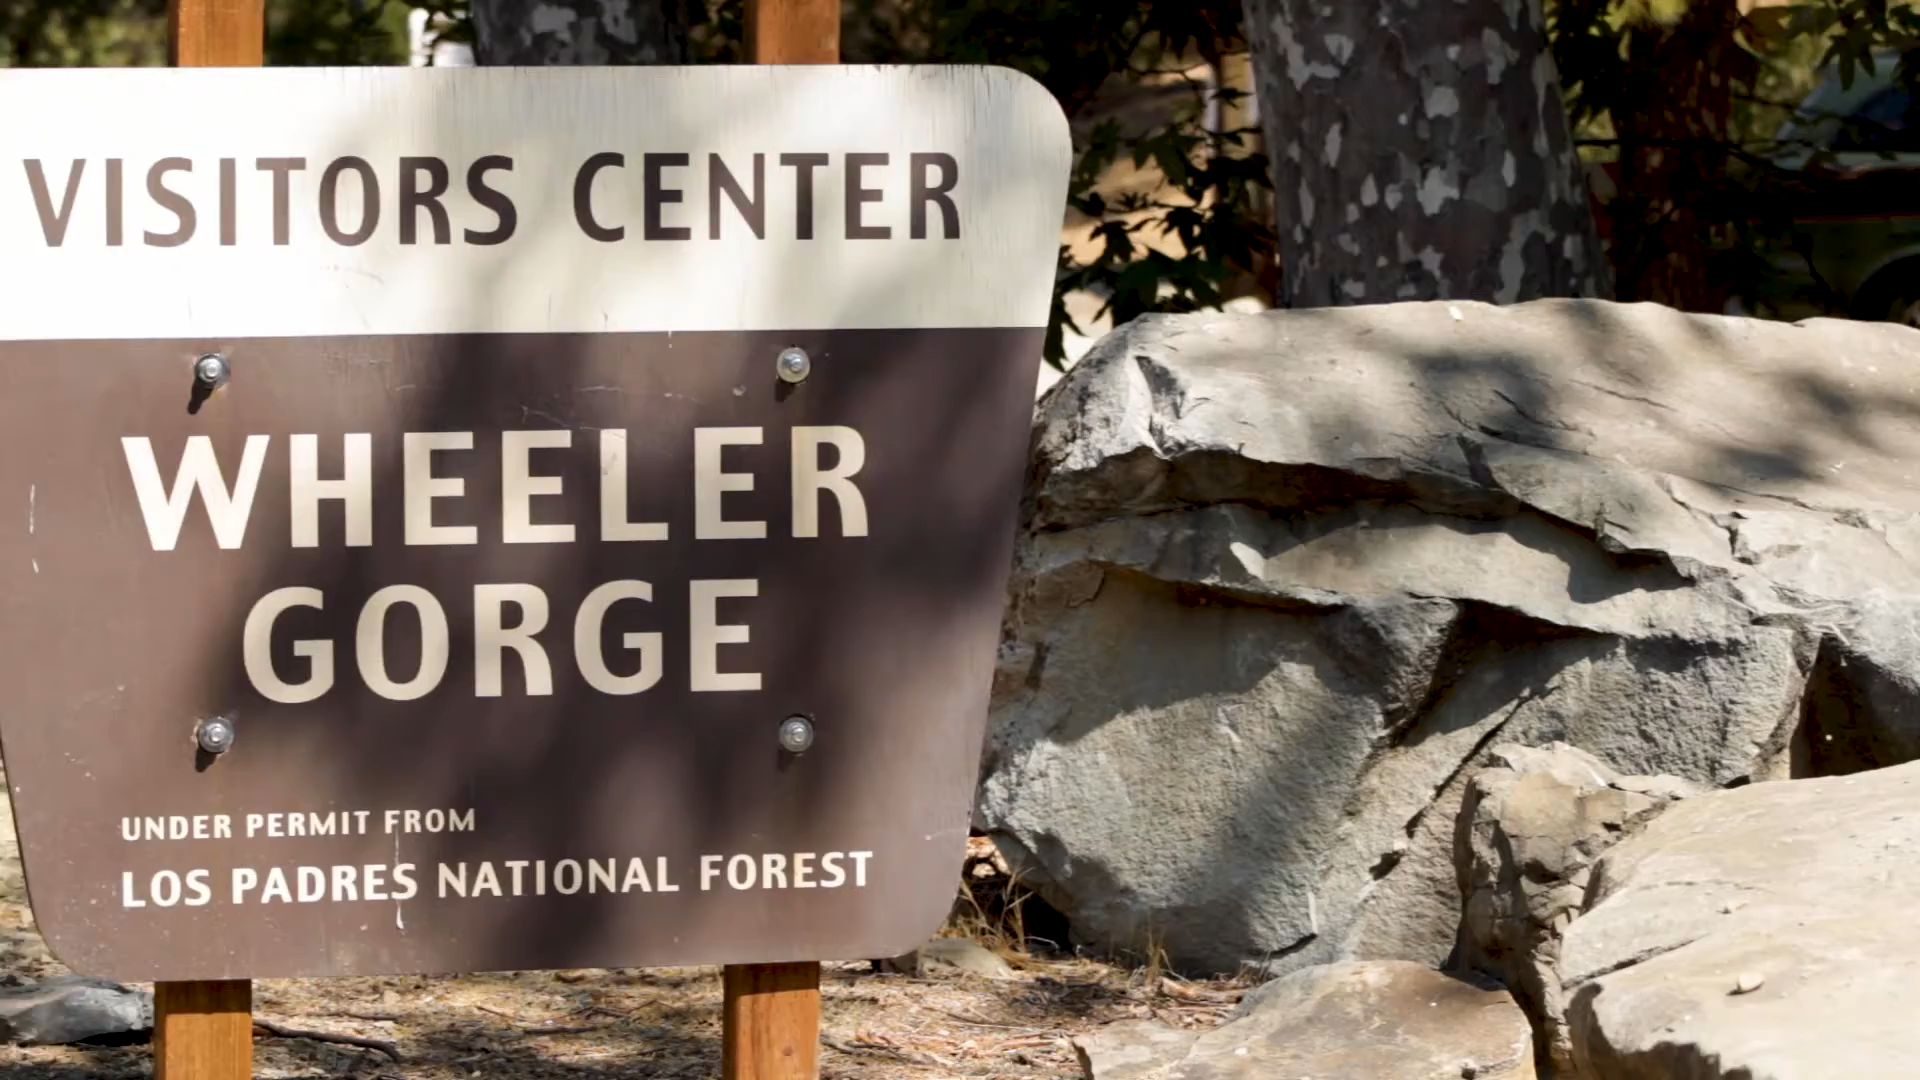 VISITORS CENTER
WHEELER
GORGE
UNDER PERMIT FROM
LOS PADRES NATIONAL FOREST